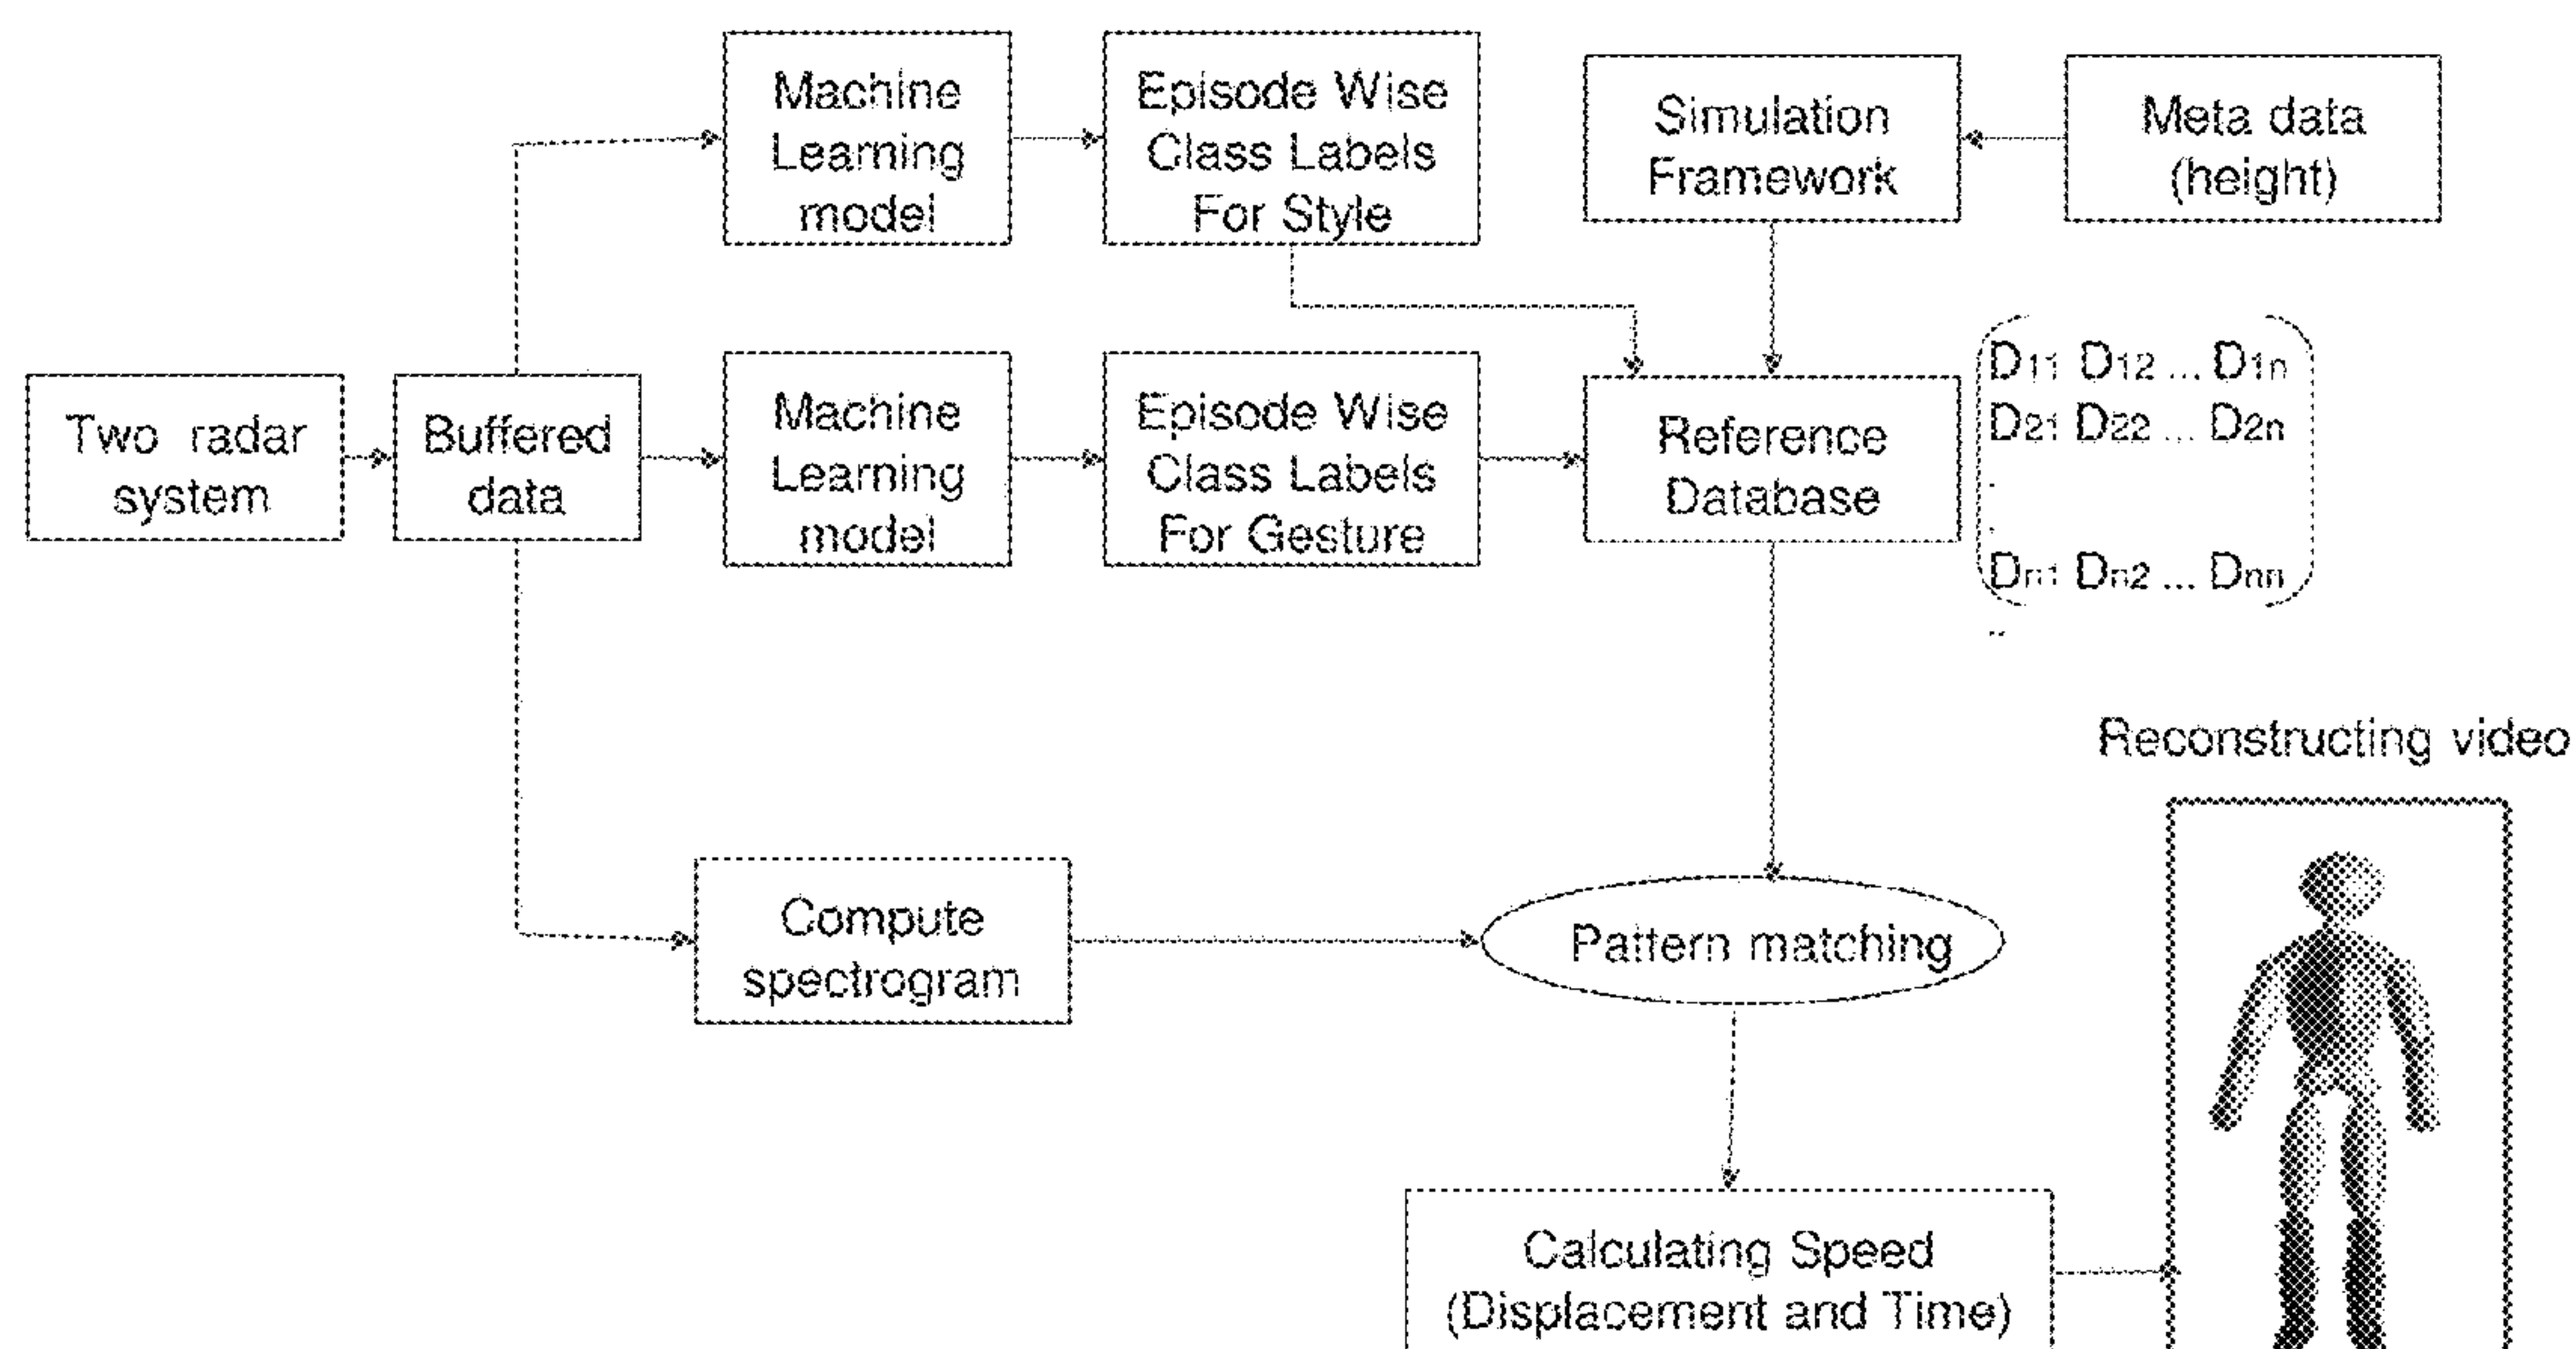 Machine
Learning
model
Episode Wise
Class Labels
For Style
Simulation
Framework
Meta data
(height)
Two radar
system
Buffered
data
Machine
Learning
model
Episode Wise
Class Labels
For Gesture
Reference
Database
D11 D12 ... D1n
D21 D22 ... D2n
.
.
Dn1 Dn2 ... Dnn
..
Reconstructing video
Compute
spectrogram
Pattern matching
Calculating Speed
(Displacement and Time)